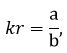 kr = a/b,